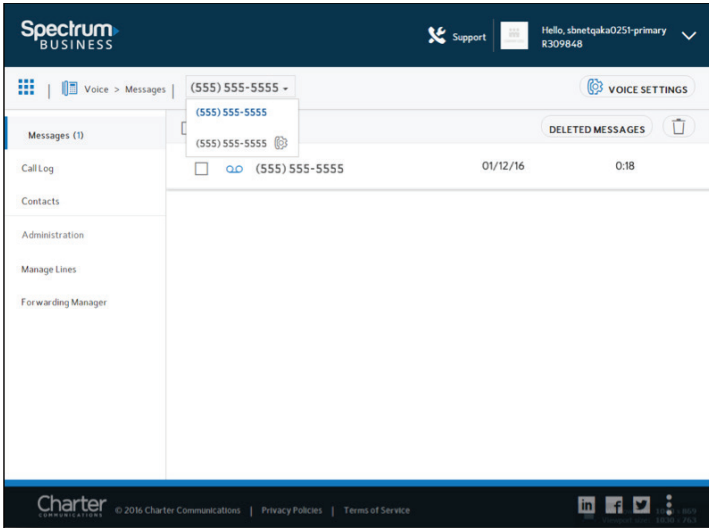 Spectrum
BUSINESS
Support
Hello, sbnetqaka0251-primary
R309848
Voice > Messages
(555) 555-5555
VOICE SETTINGS
(555) 555-5555
(555) 555-5555
Messages (1)
DELETED MESSAGES
Call Log
(555) 555-5555
01/12/16
0:18
Contacts
Administration
Manage Lines
Forwarding Manager
Charter
COMMUNICATIONS
© 2016 Charter Communications | Privacy Policies | Terms of Service
in
f